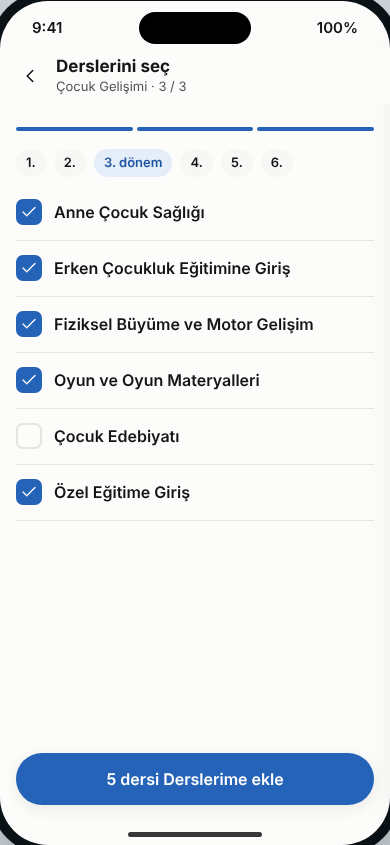 9:41
100%
Derslerini seç
Çocuk Gelişimi · 3 / 3
1. 2. 3. dönem 4. 5. 6.
Anne Çocuk Sağlığı
Erken Çocukluk Eğitimine Giriş
Fiziksel Büyüme ve Motor Gelişim
Oyun ve Oyun Materyalleri
Çocuk Edebiyatı
Özel Eğitime Giriş
5 dersi Derslerime ekle